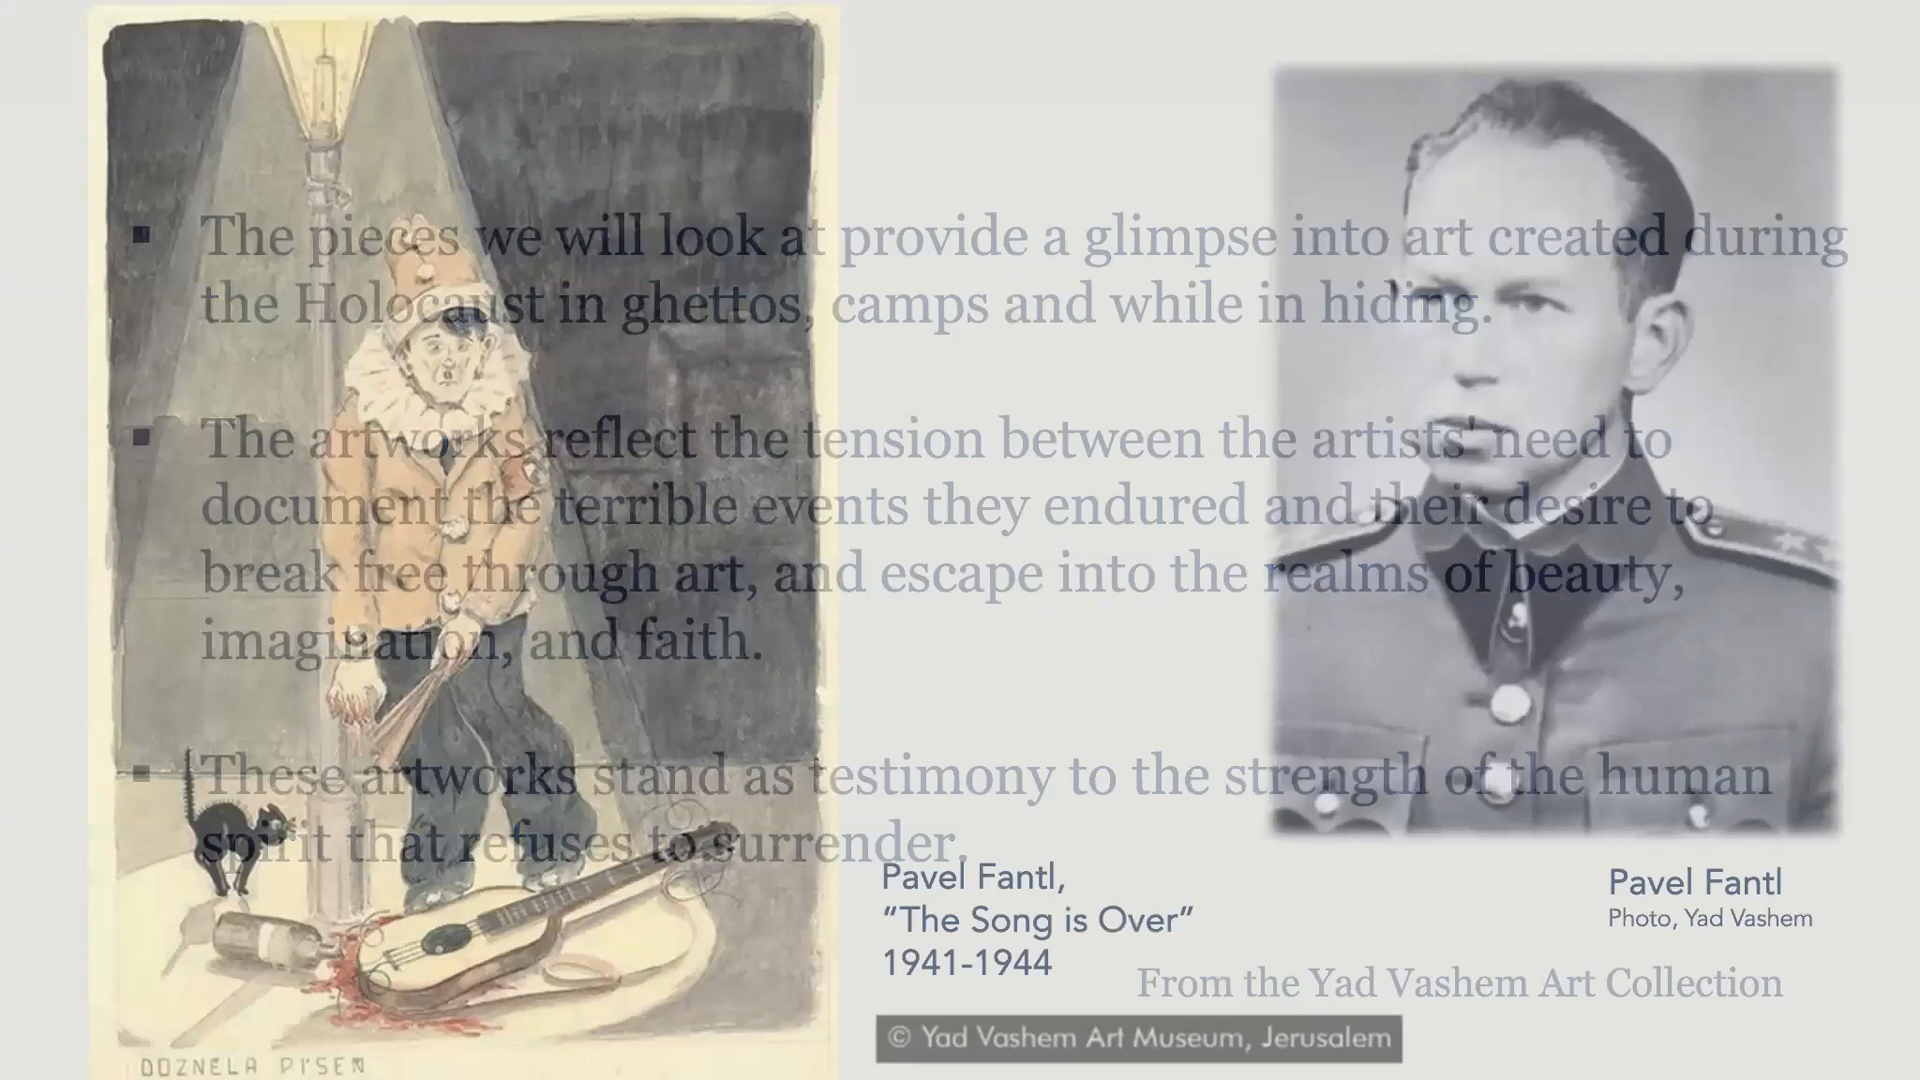 ▪ The pieces we will look at provide a glimpse into art created during
the Holocaust in ghettos, camps and while in hiding.
▪ The artworks reflect the tension between the artists' need to
document the terrible events they endured and their desire to
break free through art, and escape into the realms of beauty,
imagination, and faith.
▪ These artworks stand as testimony to the strength of the human
spirit that refuses to surrender.
Pavel Fantl,
“The Song is Over”
1941-1944
Pavel Fantl
Photo, Yad Vashem
From the Yad Vashem Art Collection
© Yad Vashem Art Museum, Jerusalem
DOZNĚLA PÍSEN